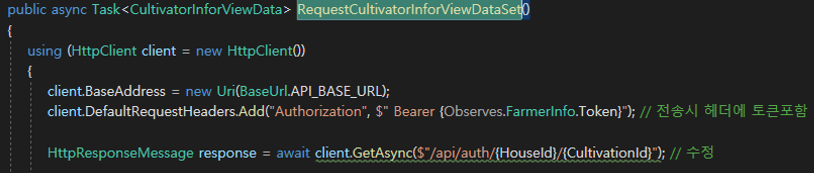 public async Task<CultivatorInforViewData> RequestCultivatorInforViewDataSet()
{
using (HttpClient client = new HttpClient())
{
client.BaseAddress = new Uri(BaseUrl.API_BASE_URL);
client.DefaultRequestHeaders.Add("Authorization", $" Bearer {Observes.FarmerInfo.Token}"); // 전송시 헤더에 토큰포함
HttpResponseMessage response = await client.GetAsync($"/api/auth/{HouseId}/{CultivationId}"); // 수정